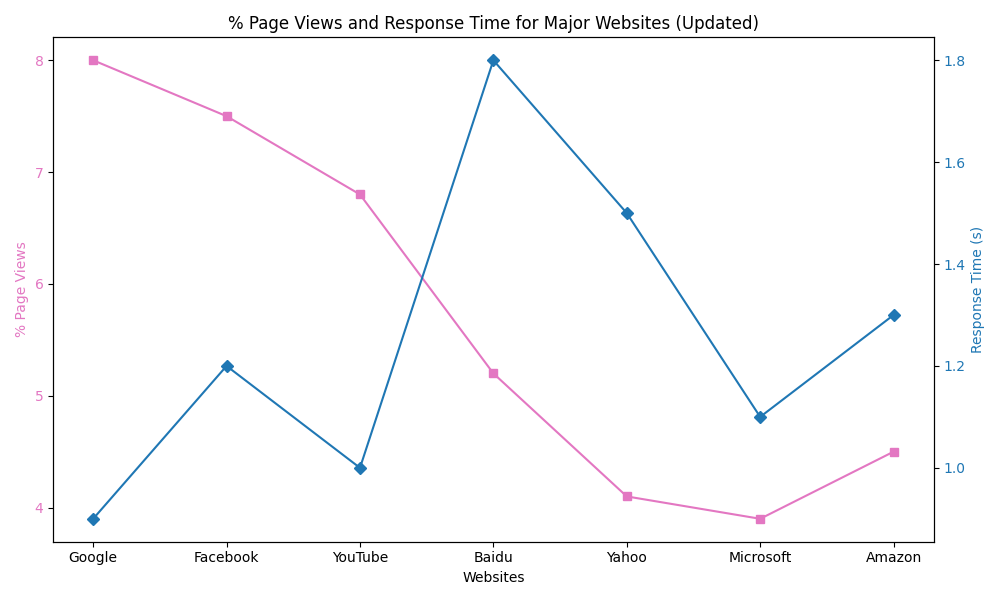 % Page Views and Response Time for Major Websites (Updated)
8
7
6
5
4
% Page Views
1.8
1.6
1.4
1.2
1.0
Response Time (s)
Google Facebook YouTube Baidu Yahoo Microsoft Amazon
Websites